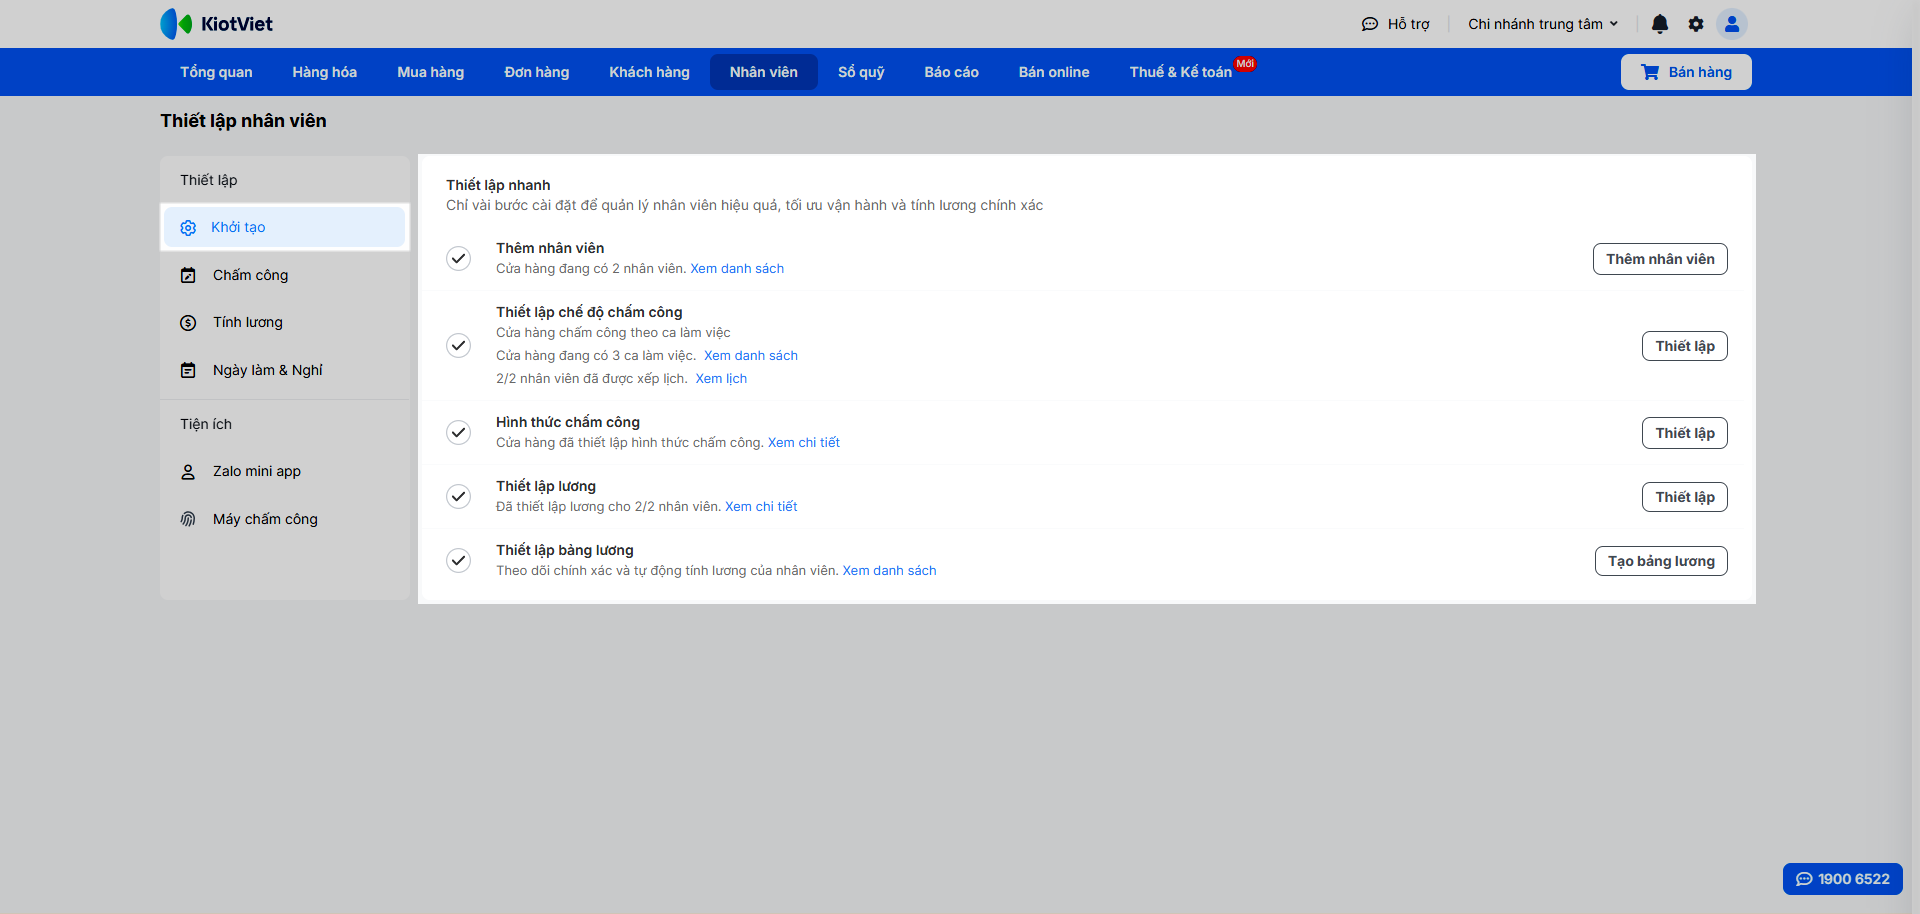 KiotViet
Hỗ trợ
Chi nhánh trung tâm
Tổng quan
Hàng hóa
Mua hàng
Đơn hàng
Khách hàng
Nhân viên
Sổ quỹ
Báo cáo
Bán online
Thuế & Kế toán
Mới
Bán hàng
Thiết lập nhân viên
Thiết lập
Khởi tạo
Chấm công
Tính lương
Ngày làm & Nghỉ
Tiện ích
Zalo mini app
Máy chấm công
Thiết lập nhanh
Chỉ vài bước cài đặt để quản lý nhân viên hiệu quả, tối ưu vận hành và tính lương chính xác
Thêm nhân viên
Cửa hàng đang có 2 nhân viên. Xem danh sách
Thêm nhân viên
Thiết lập chế độ chấm công
Cửa hàng chấm công theo ca làm việc
Cửa hàng đang có 3 ca làm việc. Xem danh sách
2/2 nhân viên đã được xếp lịch. Xem lịch
Thiết lập
Hình thức chấm công
Cửa hàng đã thiết lập hình thức chấm công. Xem chi tiết
Thiết lập
Thiết lập lương
Đã thiết lập lương cho 2/2 nhân viên. Xem chi tiết
Thiết lập
Thiết lập bảng lương
Theo dõi chính xác và tự động tính lương của nhân viên. Xem danh sách
Tạo bảng lương
1900 6522